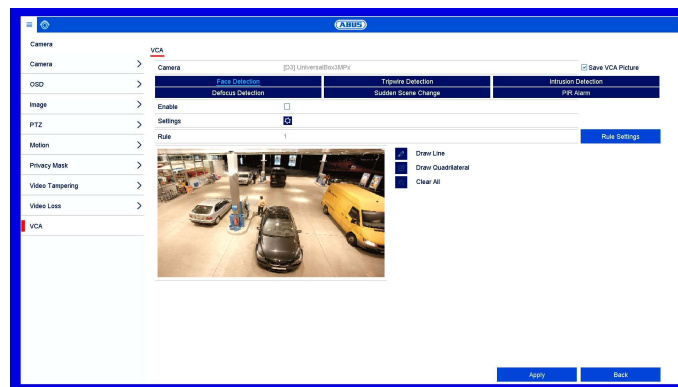 ABUS
Camera
VCA
Camera
Camera [D3] UniversalBox3MPx Save VCA Picture
OSD
Face Detection Tripwire Detection Intrusion Detection
Defocus Detection Sudden Scene Change PIR Alarm
Image
Enable
PTZ
Settings
Motion
Rule 1 Rule Settings
Privacy Mask
Draw Line
Draw Quadrilateral
Clear All
Video Tampering
Video Loss
VCA
Apply Back